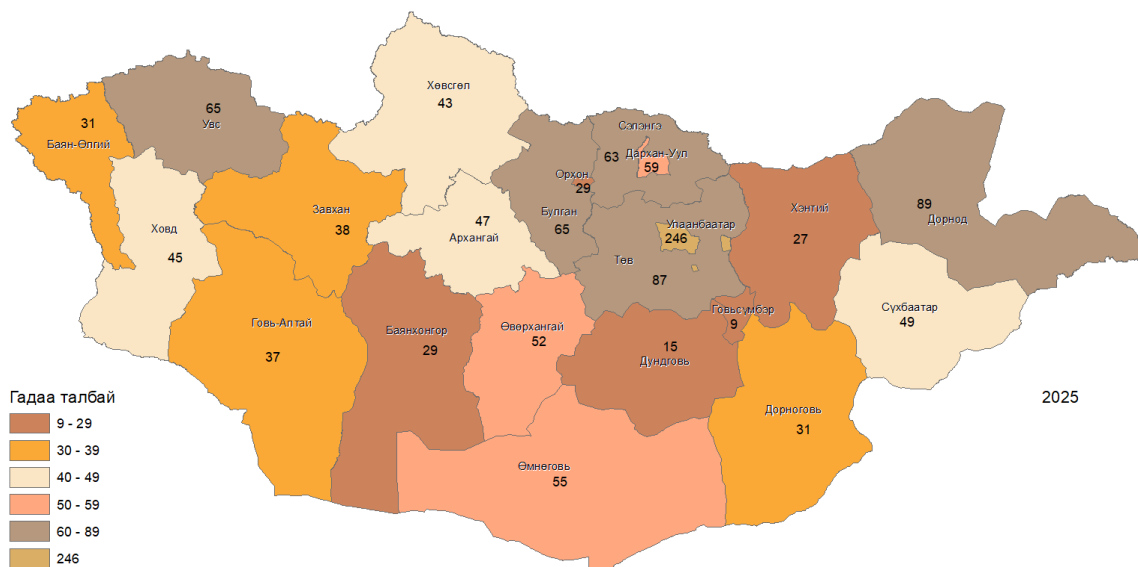 Хөвсгөл
43
31
Баян-Өлгий
65
Увс
Сэлэнгэ
63
Дархан-Уул
59
Орхон
29
Булган
65
Завхан
38
47
Архангай
Ховд
45
Улаанбаатар
246
Төв
87
Хэнтий
27
89
Дорнод
Говь-Алтай
37
Баянхонгор
29
Өвөрхангай
52
Говьсүмбэр
9
15
Дундговь
Сүхбаатар
49
Дорноговь
31
Өмнөговь
55
2025
Гадаа талбай
9 - 29
30 - 39
40 - 49
50 - 59
60 - 89
246